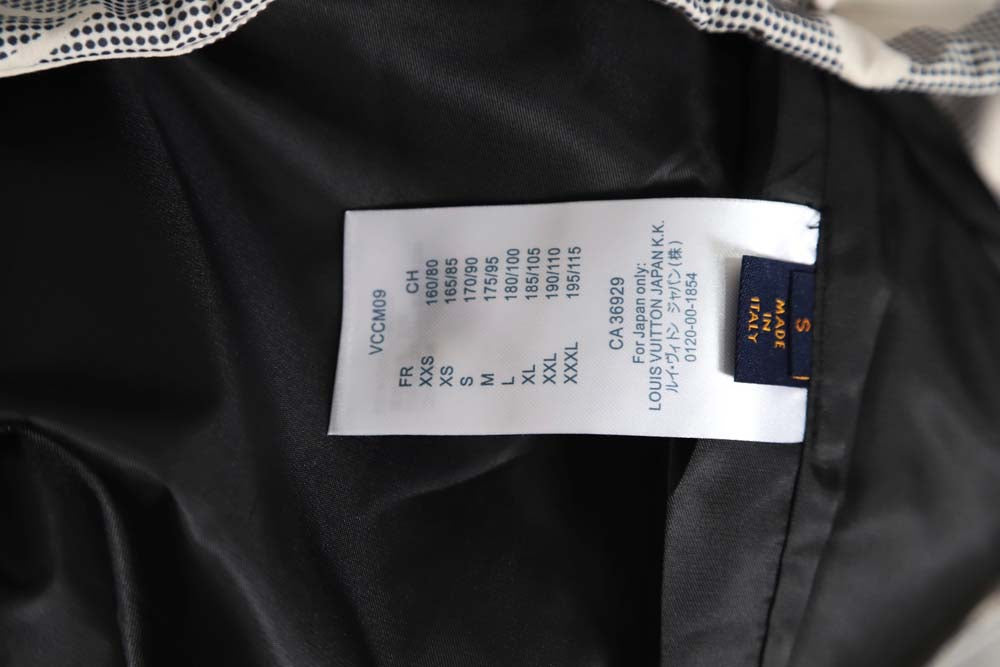 VCCM09
FR CH
XXS 160/80
XS 165/85
S 170/90
M 175/95
L 180/100
XL 185/105
XXL 190/110
XXXL 195/115
CA 36929
For Japan only:
LOUIS VUITTON JAPAN K.K.
ルイ・ヴィトン ジャパン(株)
0120-00-1854
MADE
IN
ITALY
S